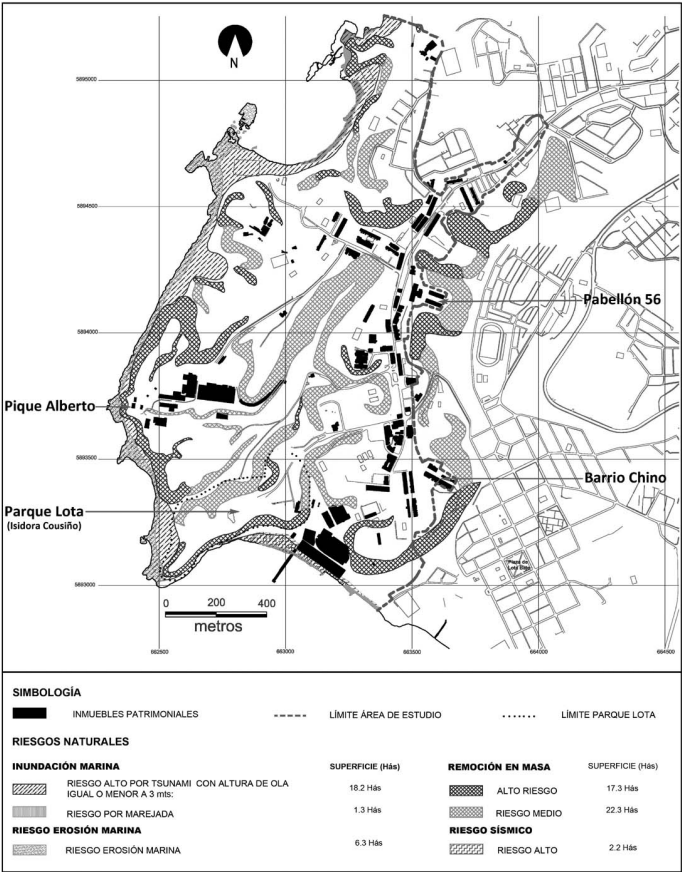 N
5895000
5894500
Pabellón 56
5894000
Pique Alberto
5893500
Barrio Chino
Parque Lota
(Isidora Cousiño)
Plaza de
Lota Bajo
5893000
0 200 400
metros
662500 663000 663500 664000 664500
SIMBOLOGÍA
INMUEBLES PATRIMONIALES
LÍMITE ÁREA DE ESTUDIO
LÍMITE PARQUE LOTA
RIESGOS NATURALES
INUNDACIÓN MARINA SUPERFICIE (Hás)
RIESGO ALTO POR TSUNAMI CON ALTURA DE OLA
IGUAL O MENOR A 3 mts:
18.2 Hás
RIESGO POR MAREJADA 1.3 Hás
RIESGO EROSIÓN MARINA
RIESGO EROSIÓN MARINA 6.3 Hás
REMOCIÓN EN MASA SUPERFICIE (Hás)
ALTO RIESGO 17.3 Hás
RIESGO MEDIO 22.3 Hás
RIESGO SÍSMICO
RIESGO ALTO 2.2 Hás